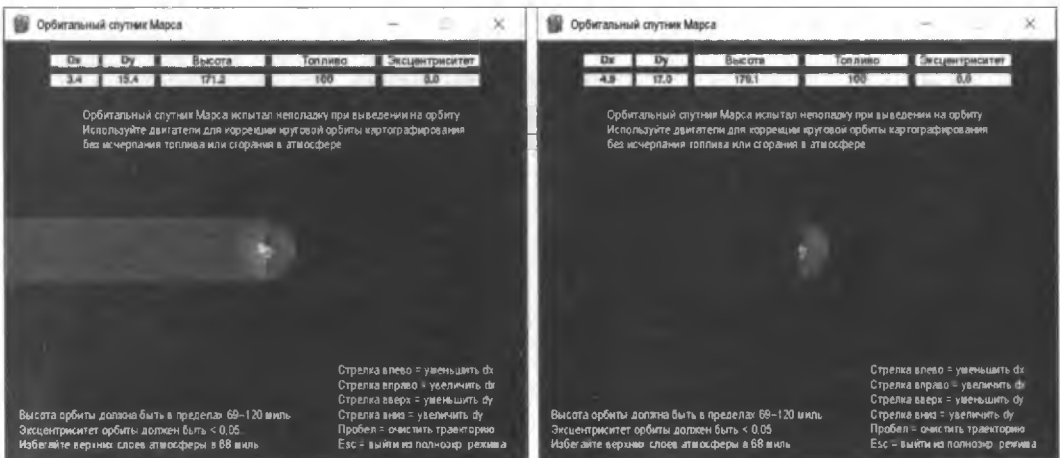 Орбитальный спутник Марса
Dx Dy Высота Топливо Эксцентриситет
3.4 15.4 171.2 100 0.0
Орбитальный спутник Марса испытал неполадку при выведении на орбиту
Используйте двигатели для коррекции круговой орбиты картографирования
без исчерпания топлива или сгорания в атмосфере
Стрелка влево = уменьшить dx
Стрелка вправо = увеличить dx
Стрелка вверх = уменьшить dy
Высота орбиты должна быть в пределах 69–120 миль Стрелка вниз = увеличить dy
Эксцентриситет орбиты должен быть < 0.05 Пробел = очистить траекторию
Избегайте верхних слоев атмосферы в 68 миль Esc = выйти из полноэкр режима
Орбитальный спутник Марса
Dx Dy Высота Топливо Эксцентриситет
4.9 17.0 179.1 100 0.0
Орбитальный спутник Марса испытал неполадку при выведении на орбиту
Используйте двигатели для коррекции круговой орбиты картографирования
без исчерпания топлива или сгорания в атмосфере
Стрелка влево = уменьшить dx
Стрелка вправо = увеличить dx
Стрелка вверх = уменьшить dy
Высота орбиты должна быть в пределах 69–120 миль Стрелка вниз = увеличить dy
Эксцентриситет орбиты должен быть < 0.05 Пробел = очистить траекторию
Избегайте верхних слоев атмосферы в 68 миль Esc = выйти из полноэкр режима